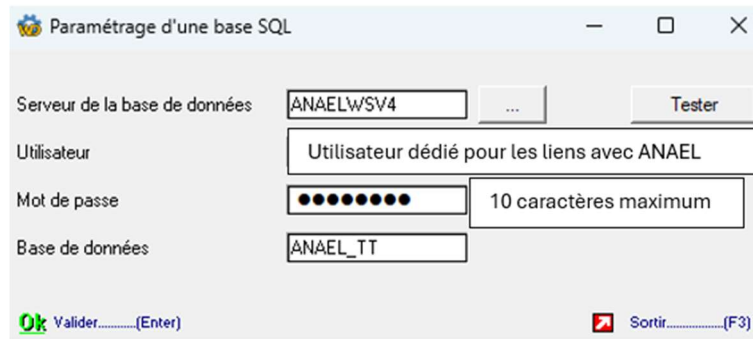 Paramétrage d'une base SQL
Serveur de la base de données ANAELWSV4 ... Tester
Utilisateur Utilisateur dédié pour les liens avec ANAEL
Mot de passe ●●●●●●●● 10 caractères maximum
Base de données ANAEL_TT
Ok Valider...........(Enter) Sortir.................(F3)